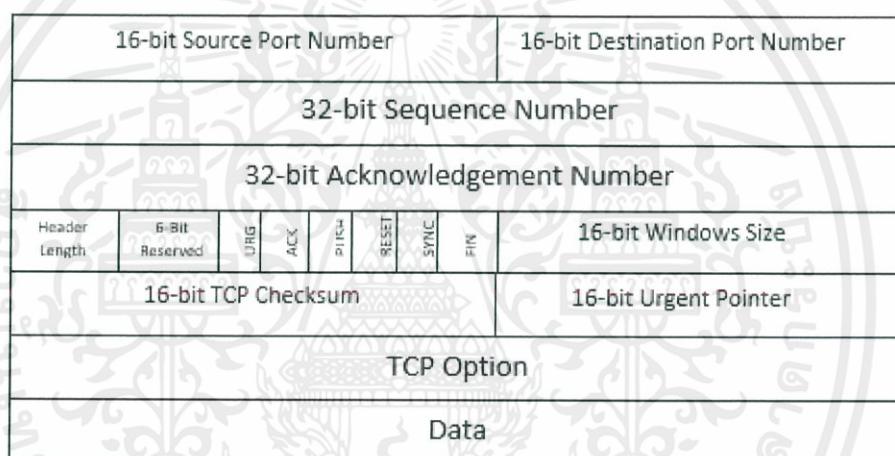 16-bit Source Port Number 16-bit Destination Port Number
32-bit Sequence Number
32-bit Acknowledgement Number
Header Length 6-Bit Reserved URG ACK PUSH RESET SYNC FIN 16-bit Windows Size
16-bit TCP Checksum 16-bit Urgent Pointer
TCP Option
Data